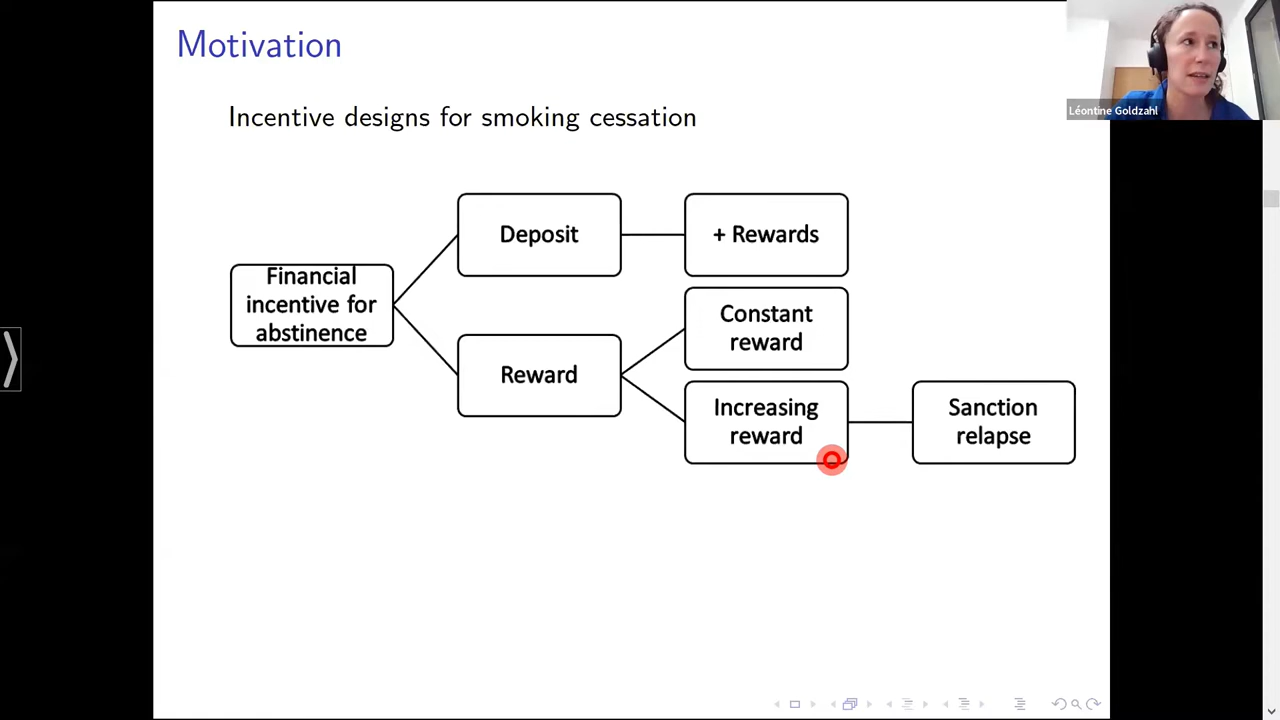 Motivation
Léontine Goldzahl
Incentive designs for smoking cessation
Deposit
+ Rewards
Financial
incentive for
abstinence
Constant
reward
Reward
Increasing
reward
Sanction
relapse